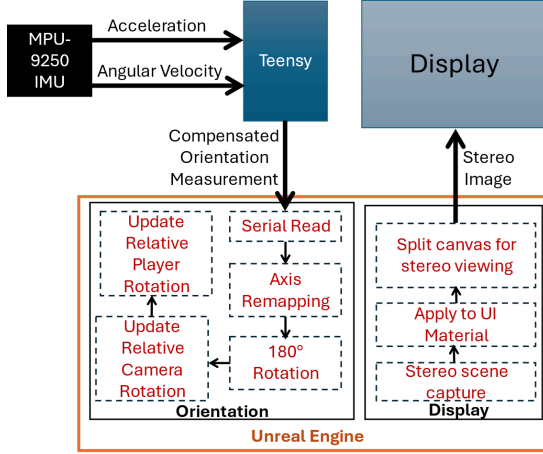 MPU-
9250
IMU
Acceleration
Angular Velocity
Teensy
Display
Compensated
Orientation
Measurement
Stereo
Image
Serial Read
Axis
Remapping
180°
Rotation
Update
Relative
Camera
Rotation
Update
Relative
Player
Rotation
Orientation
Split canvas for
stereo viewing
Apply to UI
Material
Stereo scene
capture
Display
Unreal Engine